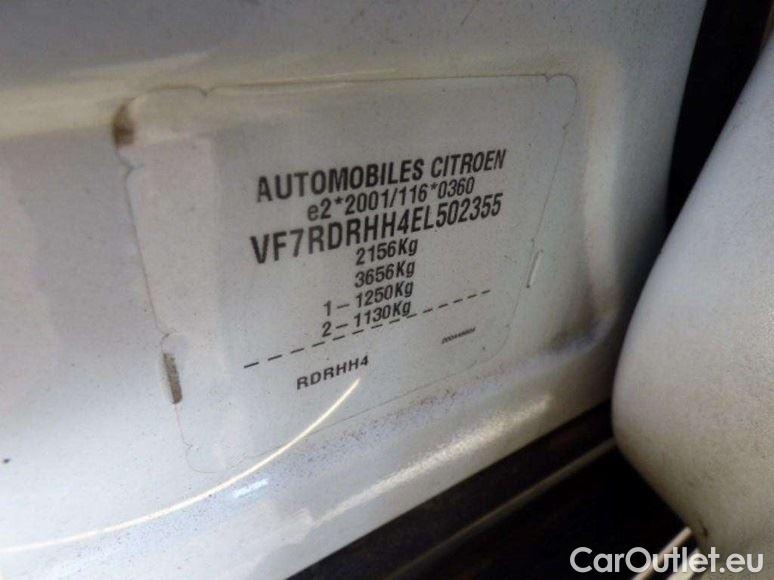 AUTOMOBILES CITROEN
e2*2001/116*0360
VF7RDRHH4EL502355
2156Kg
3656Kg
1-1250Kg
2-1130Kg
RDRHH4
CarOutlet.eu